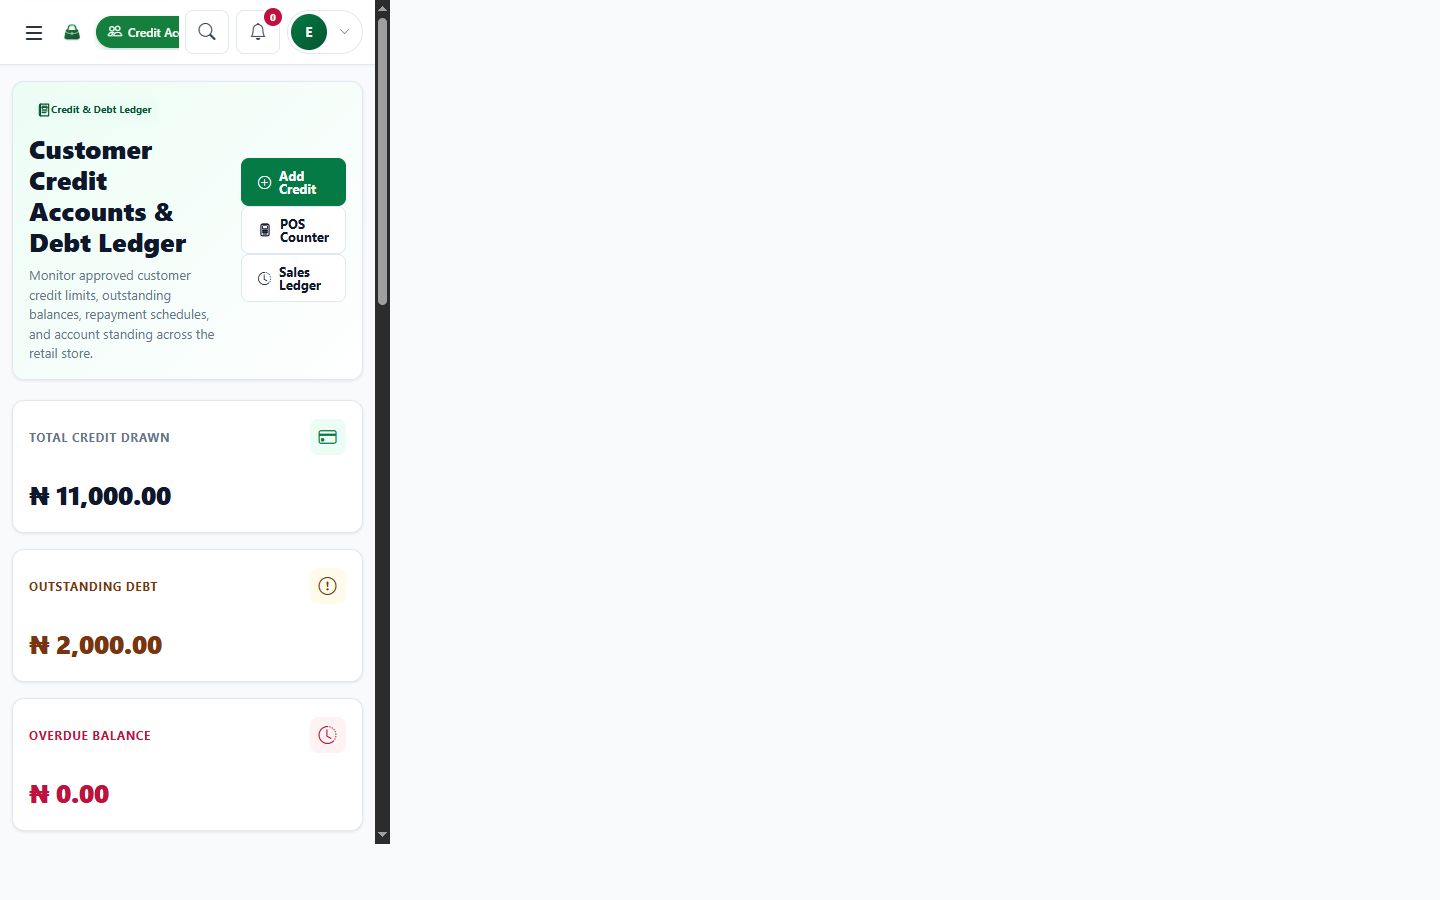 Credit Acc
0
E
Credit & Debt Ledger
Customer
Credit
Accounts &
Debt Ledger
Monitor approved customer
credit limits, outstanding
balances, repayment schedules,
and account standing across the
retail store.
Add
Credit
POS
Counter
Sales
Ledger
TOTAL CREDIT DRAWN
₦ 11,000.00
OUTSTANDING DEBT
₦ 2,000.00
OVERDUE BALANCE
₦ 0.00